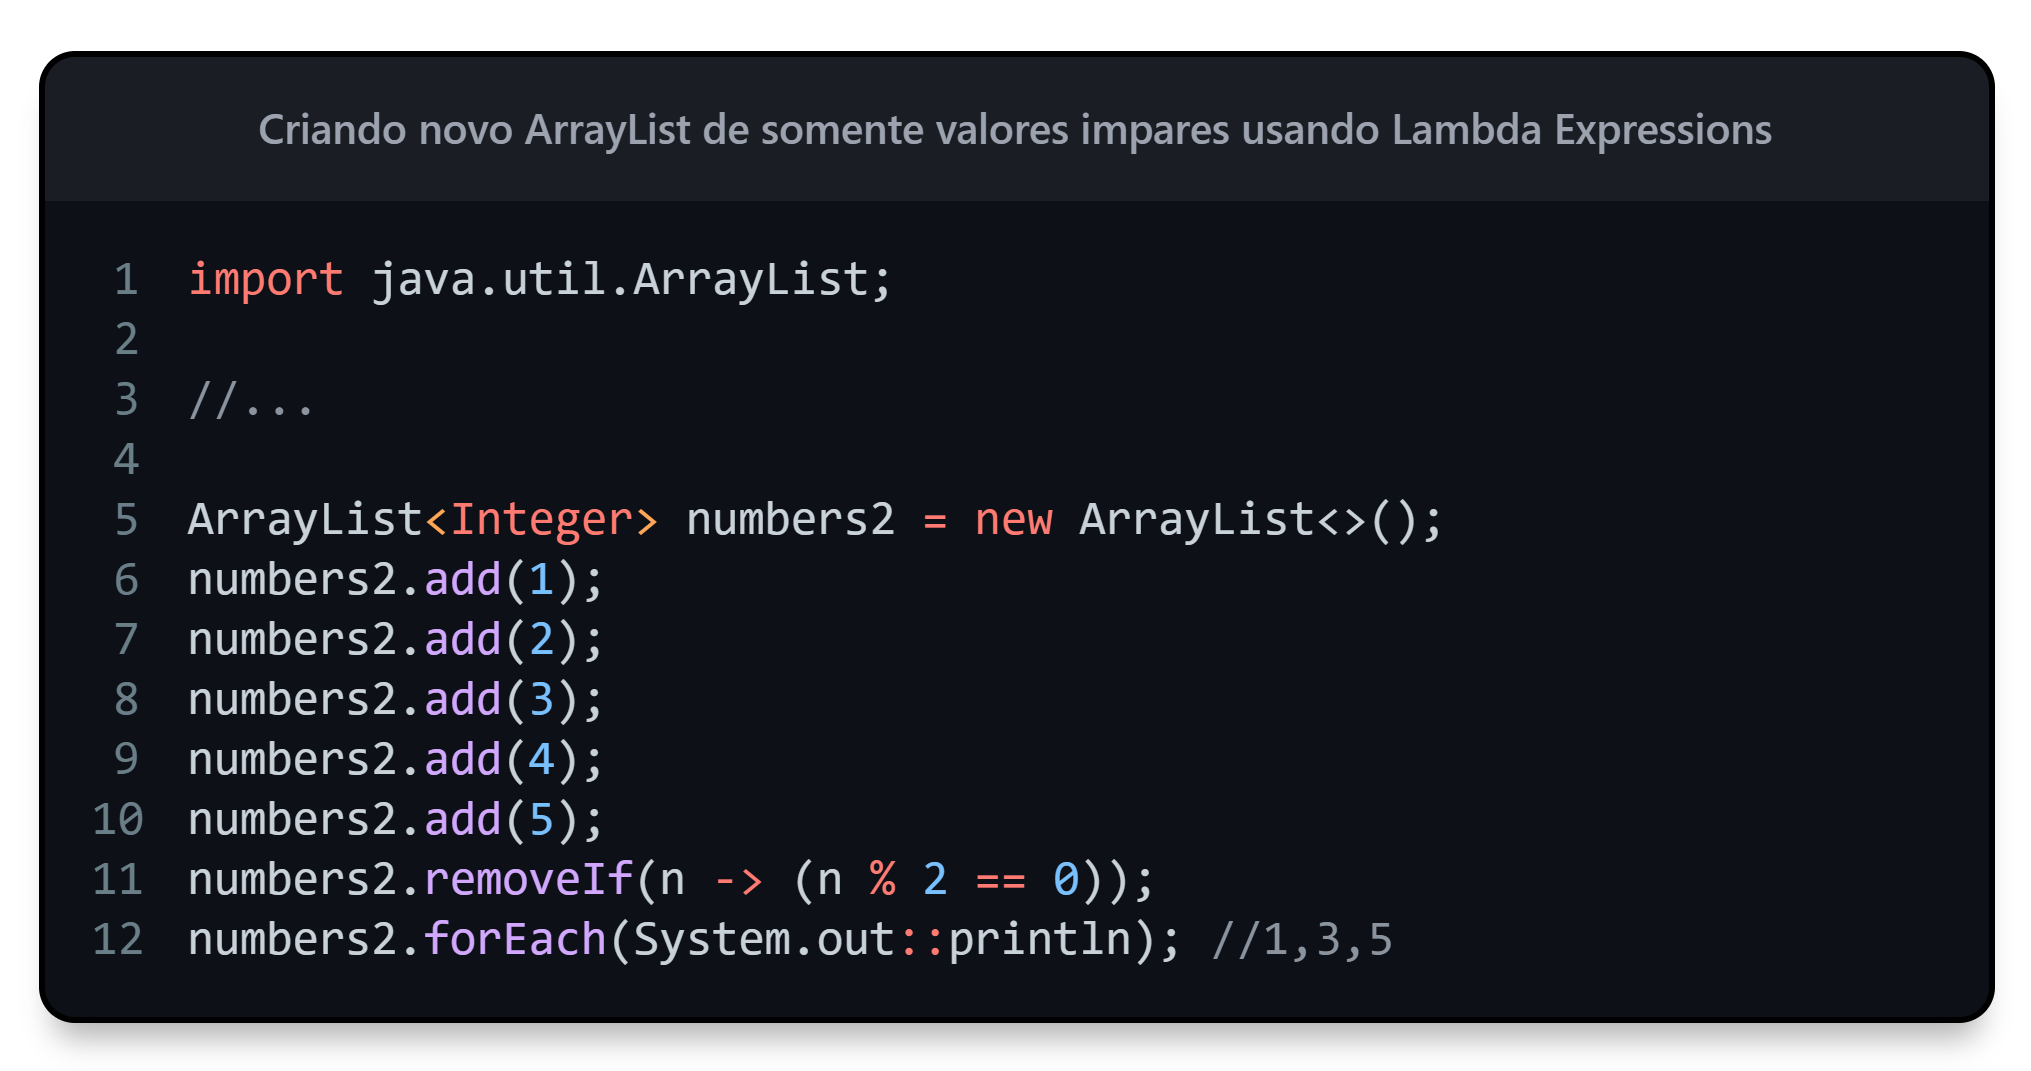 Criando novo ArrayList de somente valores impares usando Lambda Expressions
1 import java.util.ArrayList;
2
3 //...
4
5 ArrayList<Integer> numbers2 = new ArrayList<>();
6 numbers2.add(1);
7 numbers2.add(2);
8 numbers2.add(3);
9 numbers2.add(4);
10 numbers2.add(5);
11 numbers2.removeIf(n -> (n % 2 == 0));
12 numbers2.forEach(System.out::println); //1,3,5